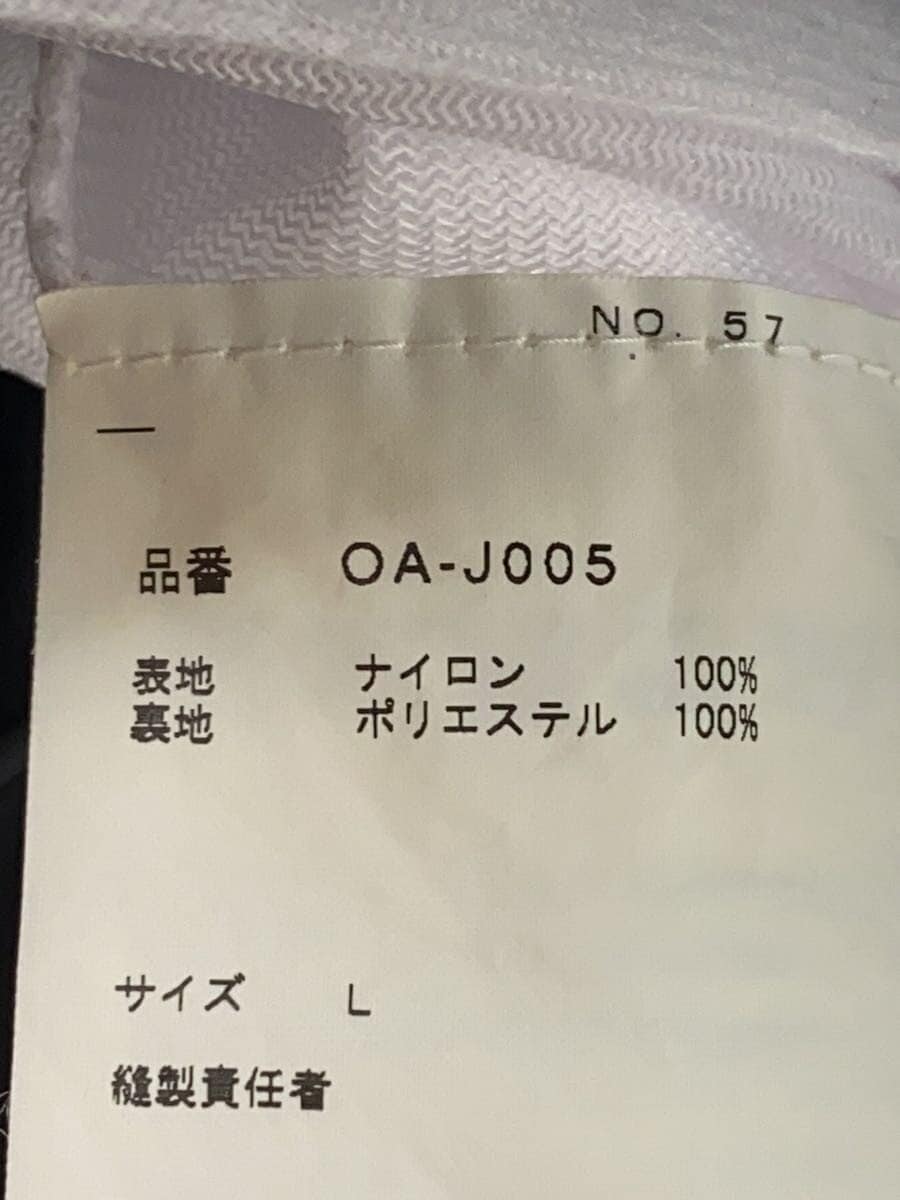 NO. 57
品番 OA-J005
表地 ナイロン 100%
裏地 ポリエステル 100%
サイズ L
縫製責任者